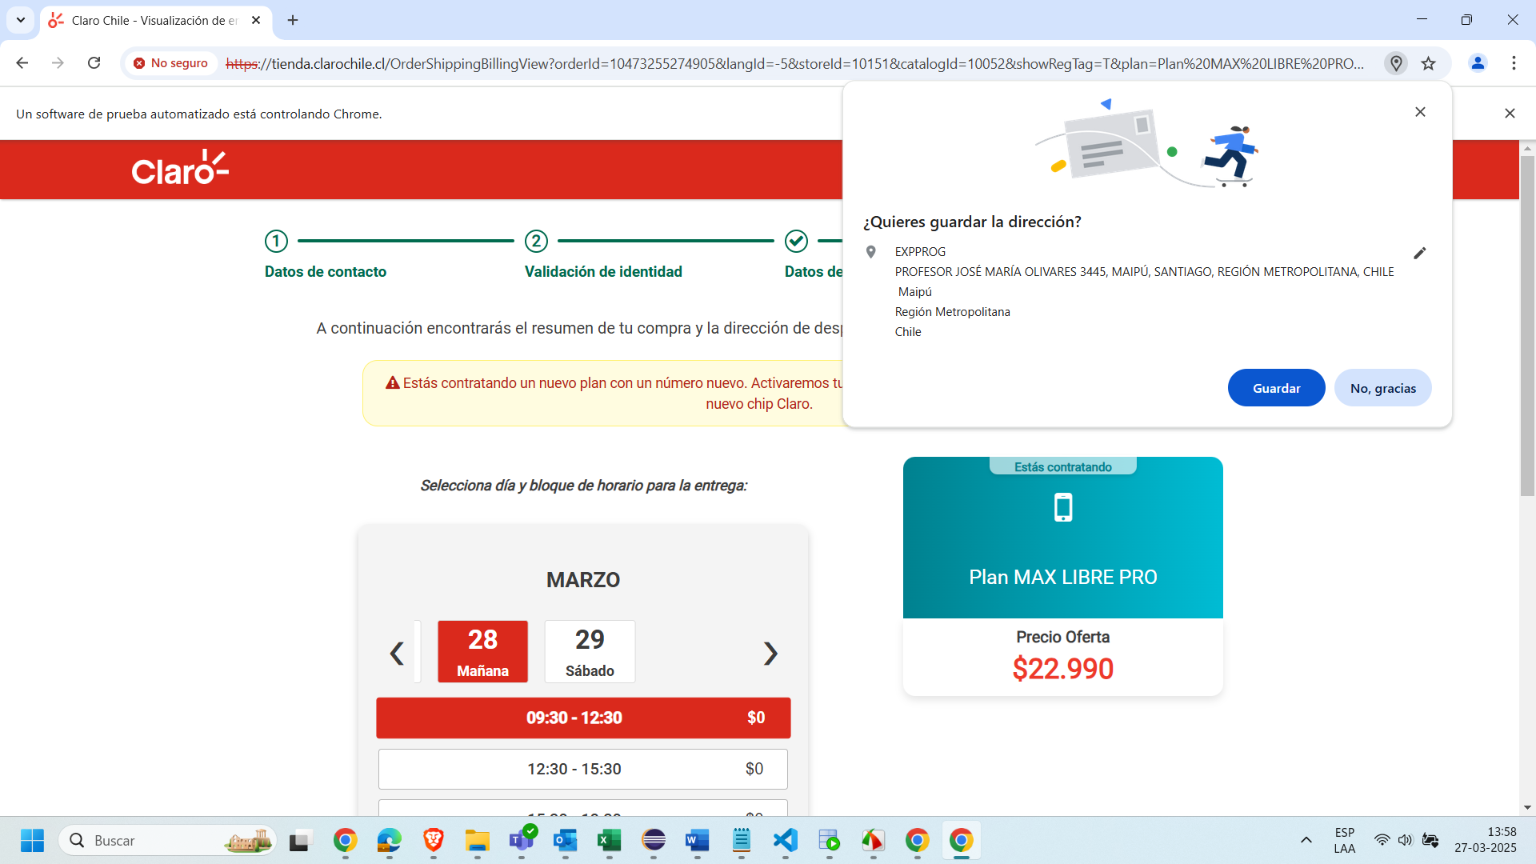 Claro Chile - Visualización de e
No seguro
https://tienda.clarochile.cl/OrderShippingBillingView?orderId=10473255274905&langId=-5&storeId=10151&catalogId=10052&showRegTag=T&plan=Plan%20MAX%20LIBRE%20PRO...
Un software de prueba automatizado está controlando Chrome.
Claro
¿Quieres guardar la dirección?
EXPPROG
PROFESOR JOSÉ MARÍA OLIVARES 3445, MAIPÚ, SANTIAGO, REGIÓN METROPOLITANA, CHILE
Maipú
Región Metropolitana
Chile
Guardar
No, gracias
1
2
Datos de contacto
Validación de identidad
Datos de
A continuación encontrarás el resumen de tu compra y la dirección de desp
Estás contratando un nuevo plan con un número nuevo. Activaremos tu
nuevo chip Claro.
Selecciona día y bloque de horario para la entrega:
MARZO
28
Mañana
29
Sábado
09:30 - 12:30 $0
12:30 - 15:30 $0
Estás contratando
Plan MAX LIBRE PRO
Precio Oferta
$22.990
Buscar
ESP
LAA
13:58
27-03-2025